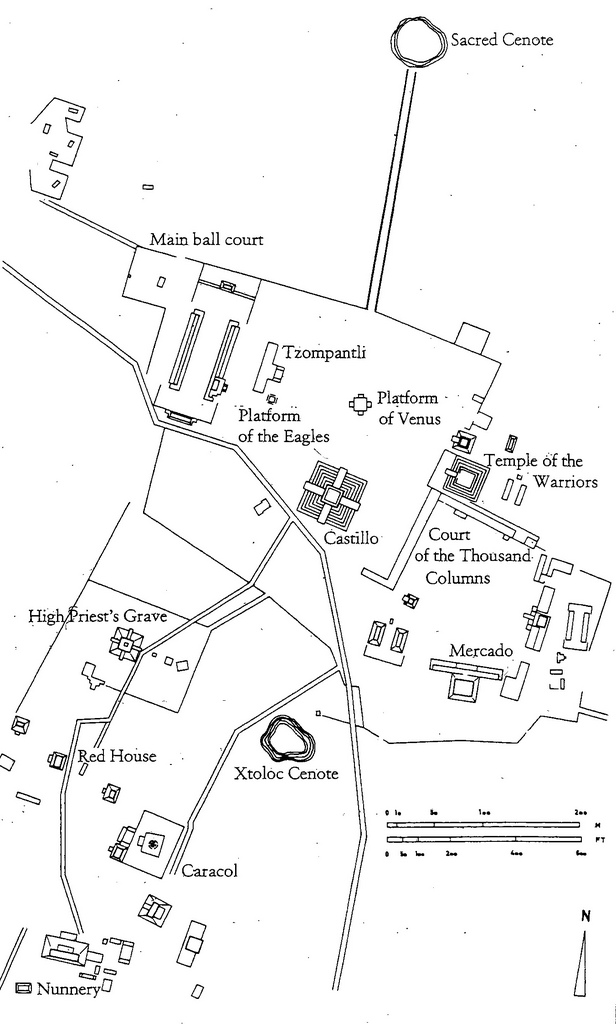 Sacred Cenote
Main ball court
Tzompantli
Platform
of Venus
Platform
of the Eagles
Temple of the
Warriors
Castillo
Court
of the Thousand
Columns
High Priest's Grave
Mercado
Red House
Xtoloc Cenote
0 10 50 100 200
M
FT
0 50 100 200 400 600
Caracol
N
Nunnery